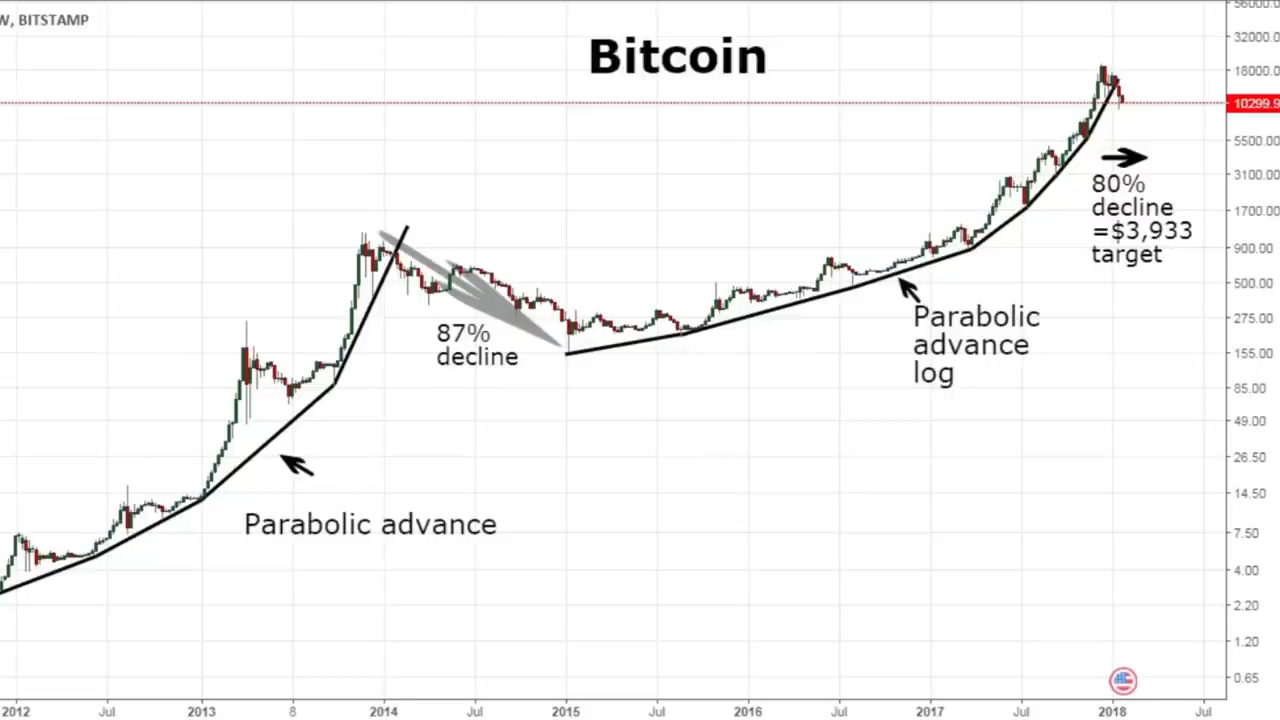 W, BITSTAMP
Bitcoin
56000.0
32000.0
18000.0
10299.9
5500.00
3100.00
1700.00
900.00
500.00
275.00
155.00
85.00
49.00
26.50
14.50
7.50
4.00
2.20
1.20
0.65
80%
decline
=$3,933
target
87%
decline
Parabolic
advance
log
Parabolic advance
2012 Jul 2013 8 2014 Jul 2015 Jul 2016 Jul 2017 Jul 2018 Jul